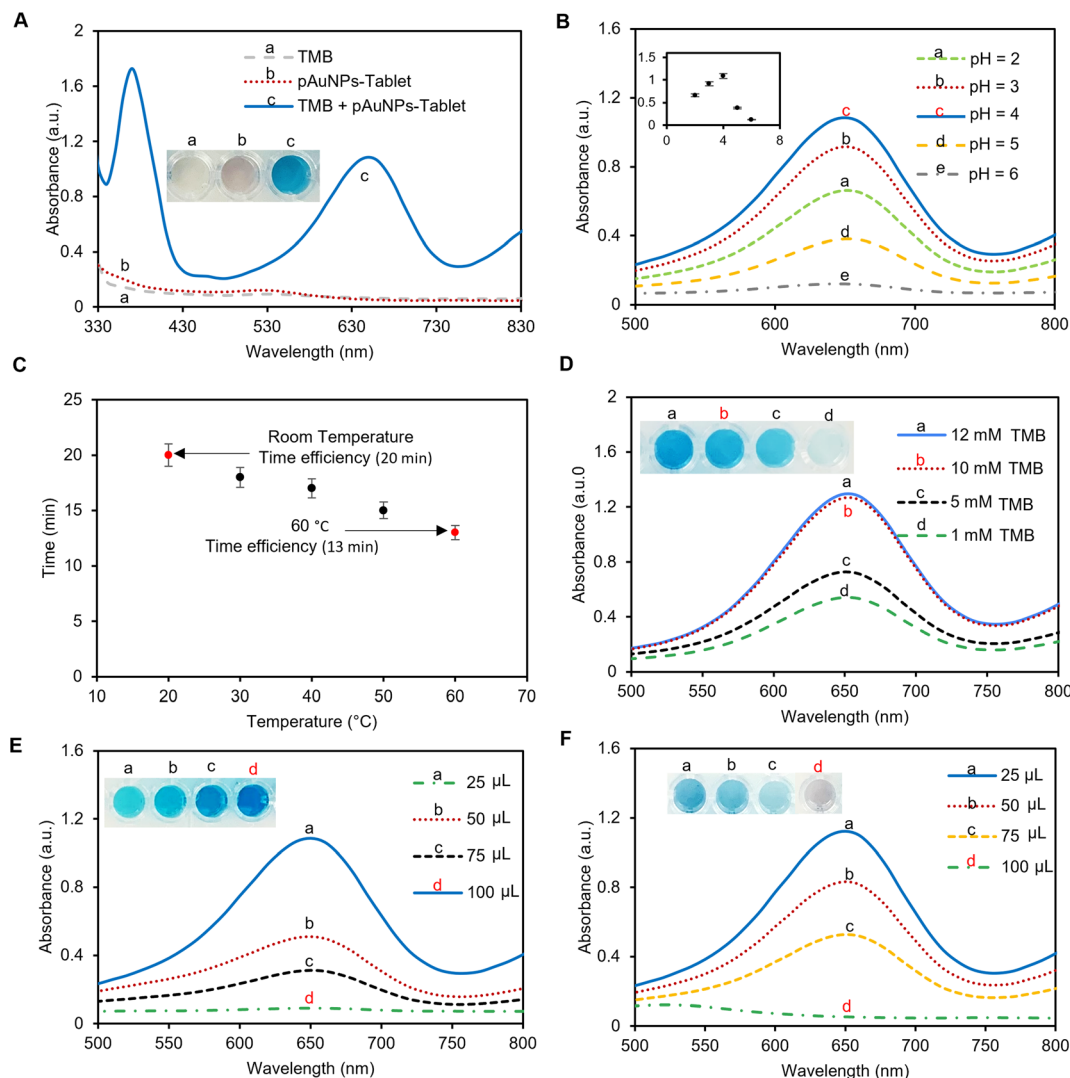 A
Absorbance (a.u.)
2
1.6
1.2
0.8
0.4
0
330
430
530
630
730
830
Wavelength (nm)
a TMB
b pAuNPs-Tablet
c TMB + pAuNPs-Tablet
a b c
c
b
a
B
Absorbance (a.u.)
1.6
1.2
0.8
0.4
0
500
600
700
800
Wavelength (nm)
1.5
1
0.5
0
0 2 4 6 8
a pH = 2
b pH = 3
c pH = 4
d pH = 5
e pH = 6
c
b
a
d
e
C
Time (min)
25
20
15
10
5
0
10 20 30 40 50 60 70
Temperature (°C)
Room Temperature
Time efficiency (20 min)
60 °C
Time efficiency (13 min)
D
Absorbance (a.u.0
2
1.6
1.2
0.8
0.4
0
500 550 600 650 700 750 800
Wavelength (nm)
a b c d
a 12 mM TMB
b 10 mM TMB
c 5 mM TMB
d 1 mM TMB
a
b
c
d
E
Absorbance (a.u.)
1.6
1.2
0.8
0.4
0
500 550 600 650 700 750 800
Wavelength (nm)
a b c d
a 25 µL
b 50 µL
c 75 µL
d 100 µL
a
b
c
d
F
Absorbance (a.u.)
1.6
1.2
0.8
0.4
0
500 550 600 650 700 750 800
Wavelength (nm)
a b c d
a 25 µL
b 50 µL
c 75 µL
d 100 µL
a
b
c
d